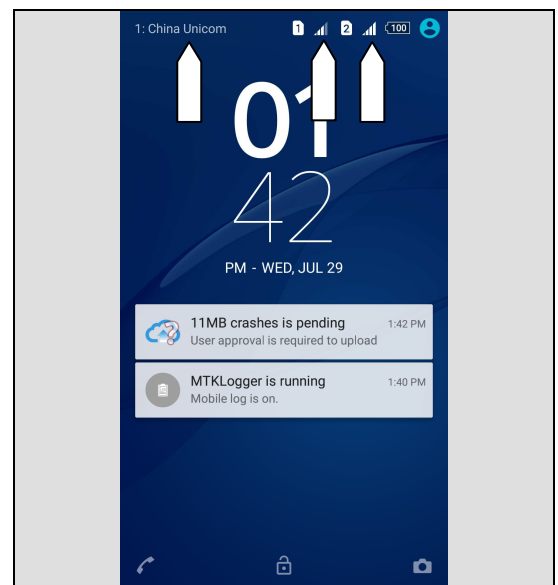 1: China Unicom 1 2 100
01
42
PM - WED, JUL 29
11MB crashes is pending 1:42 PM
User approval is required to upload
MTKLogger is running 1:40 PM
Mobile log is on.